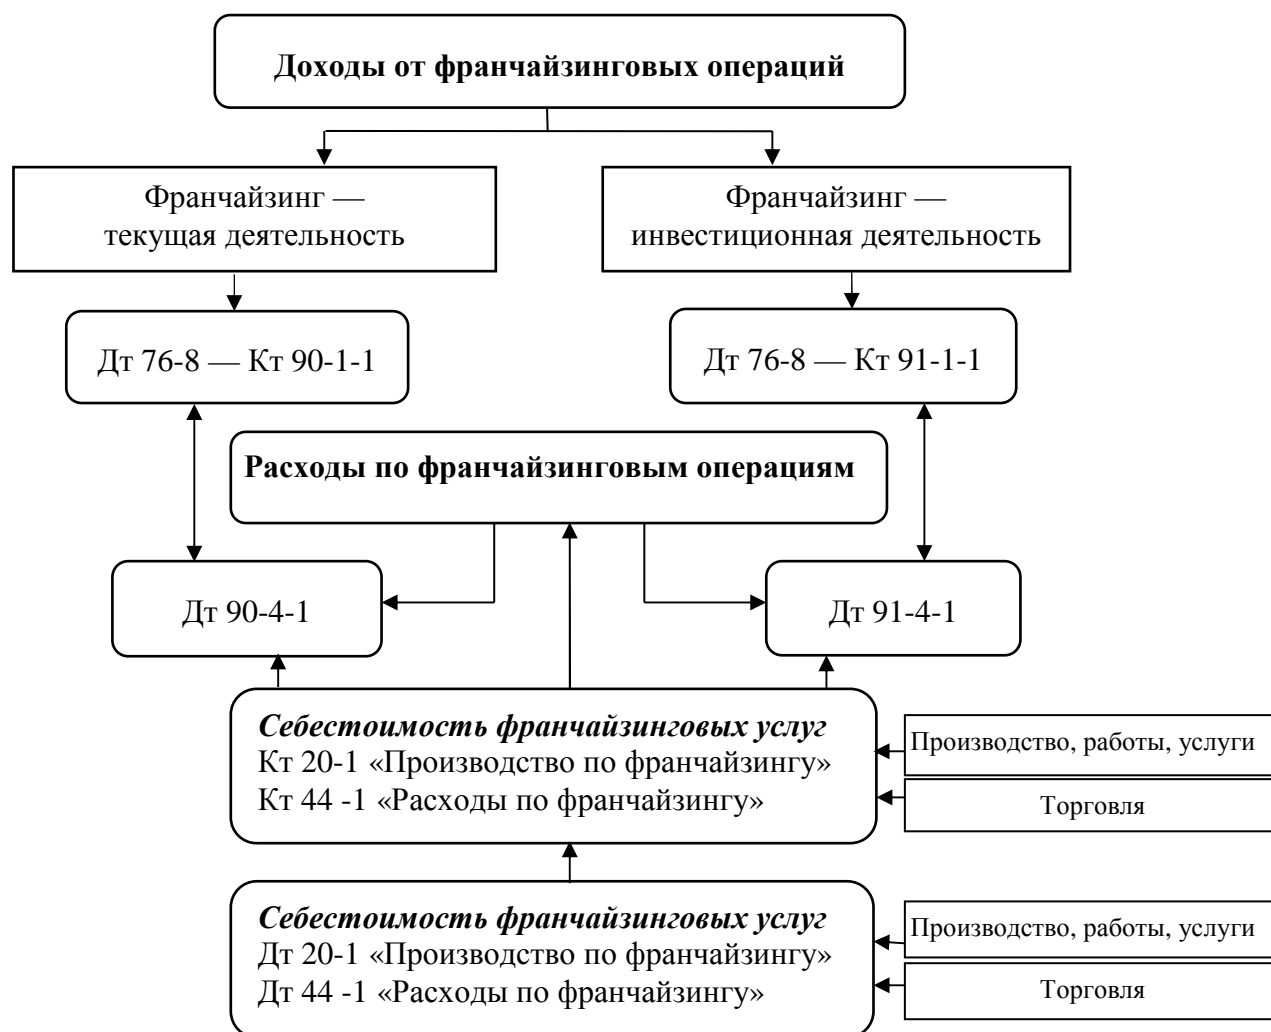 Доходы от франчайзинговых операций
Франчайзинг —
текущая деятельность
Франчайзинг —
инвестиционная деятельность
Дт 76-8 — Кт 90-1-1
Дт 76-8 — Кт 91-1-1
Расходы по франчайзинговым операциям
Дт 90-4-1
Дт 91-4-1
Себестоимость франчайзинговых услуг
Кт 20-1 «Производство по франчайзингу»
Кт 44 -1 «Расходы по франчайзингу»
Производство, работы, услуги
Торговля
Себестоимость франчайзинговых услуг
Дт 20-1 «Производство по франчайзингу»
Дт 44 -1 «Расходы по франчайзингу»
Производство, работы, услуги
Торговля